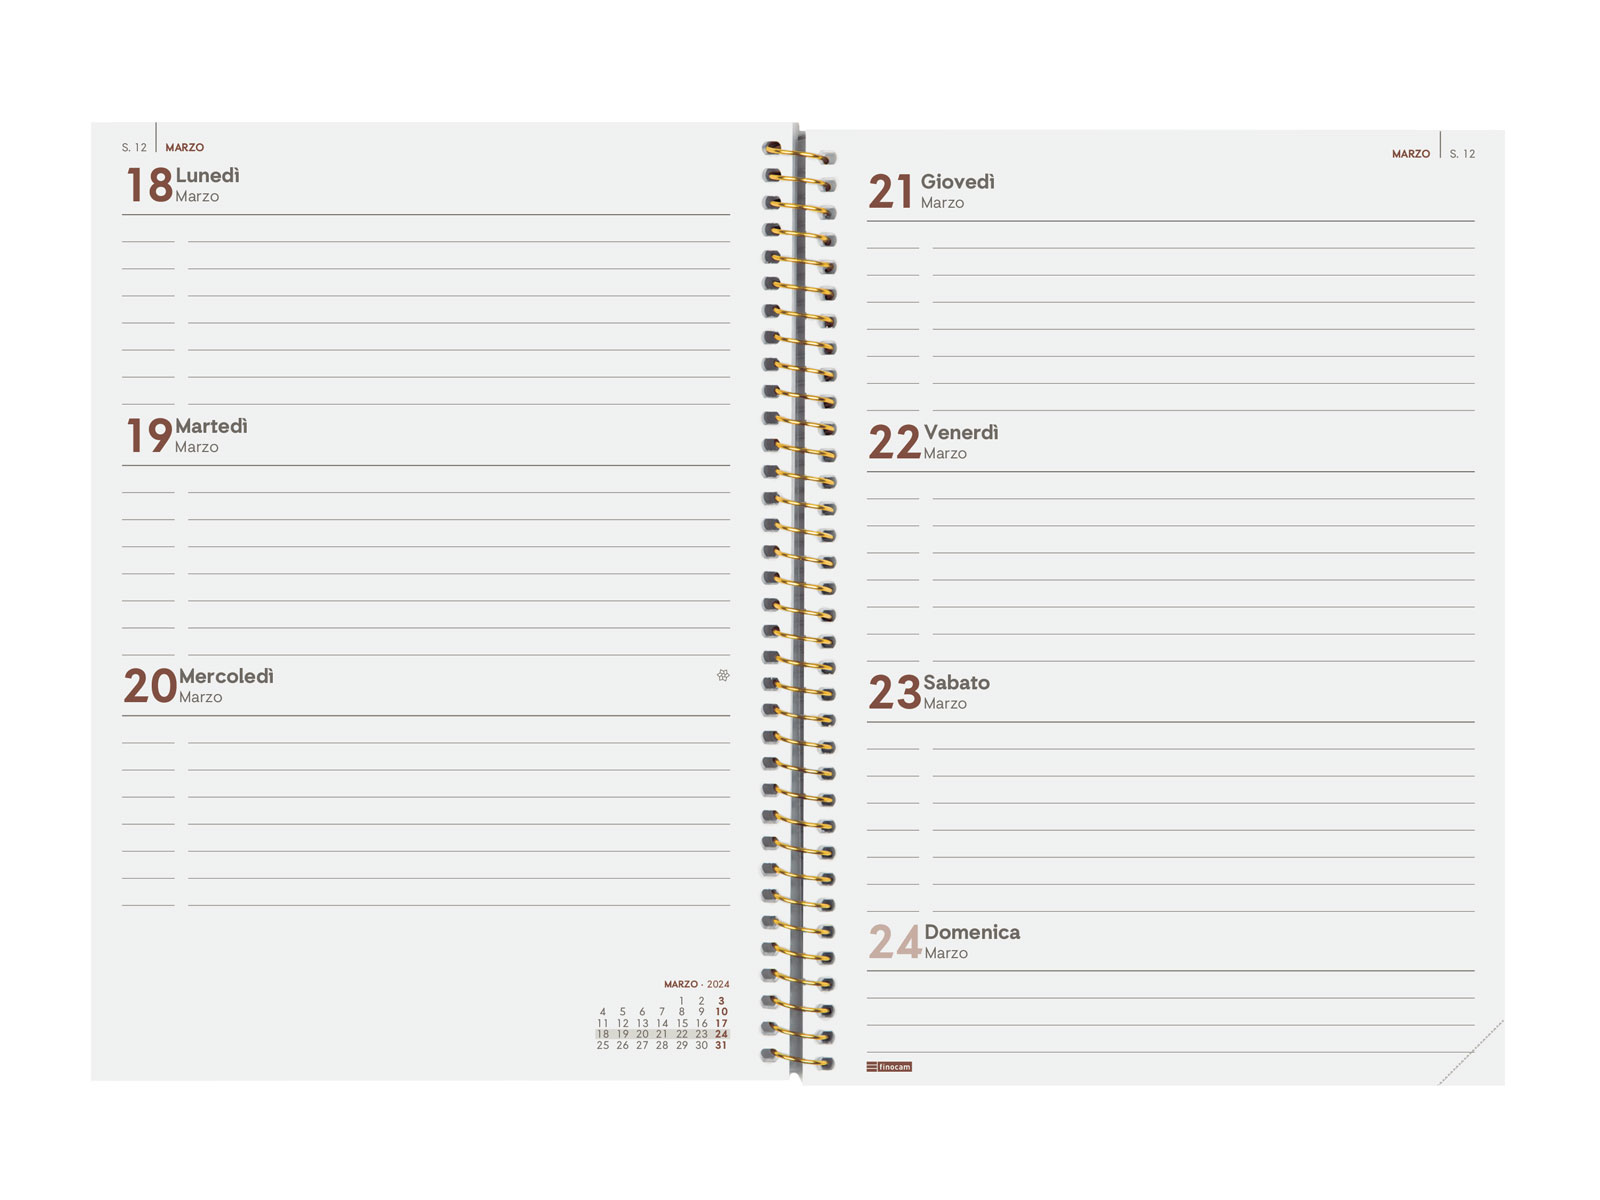 S. 12 MARZO
18 Lunedì
Marzo
19 Martedì
Marzo
20 Mercoledì
Marzo
MARZO · 2024
1 2 3
4 5 6 7 8 9 10
11 12 13 14 15 16 17
18 19 20 21 22 23 24
25 26 27 28 29 30 31
MARZO S. 12
21 Giovedì
Marzo
22 Venerdì
Marzo
23 Sabato
Marzo
24 Domenica
Marzo
finocam